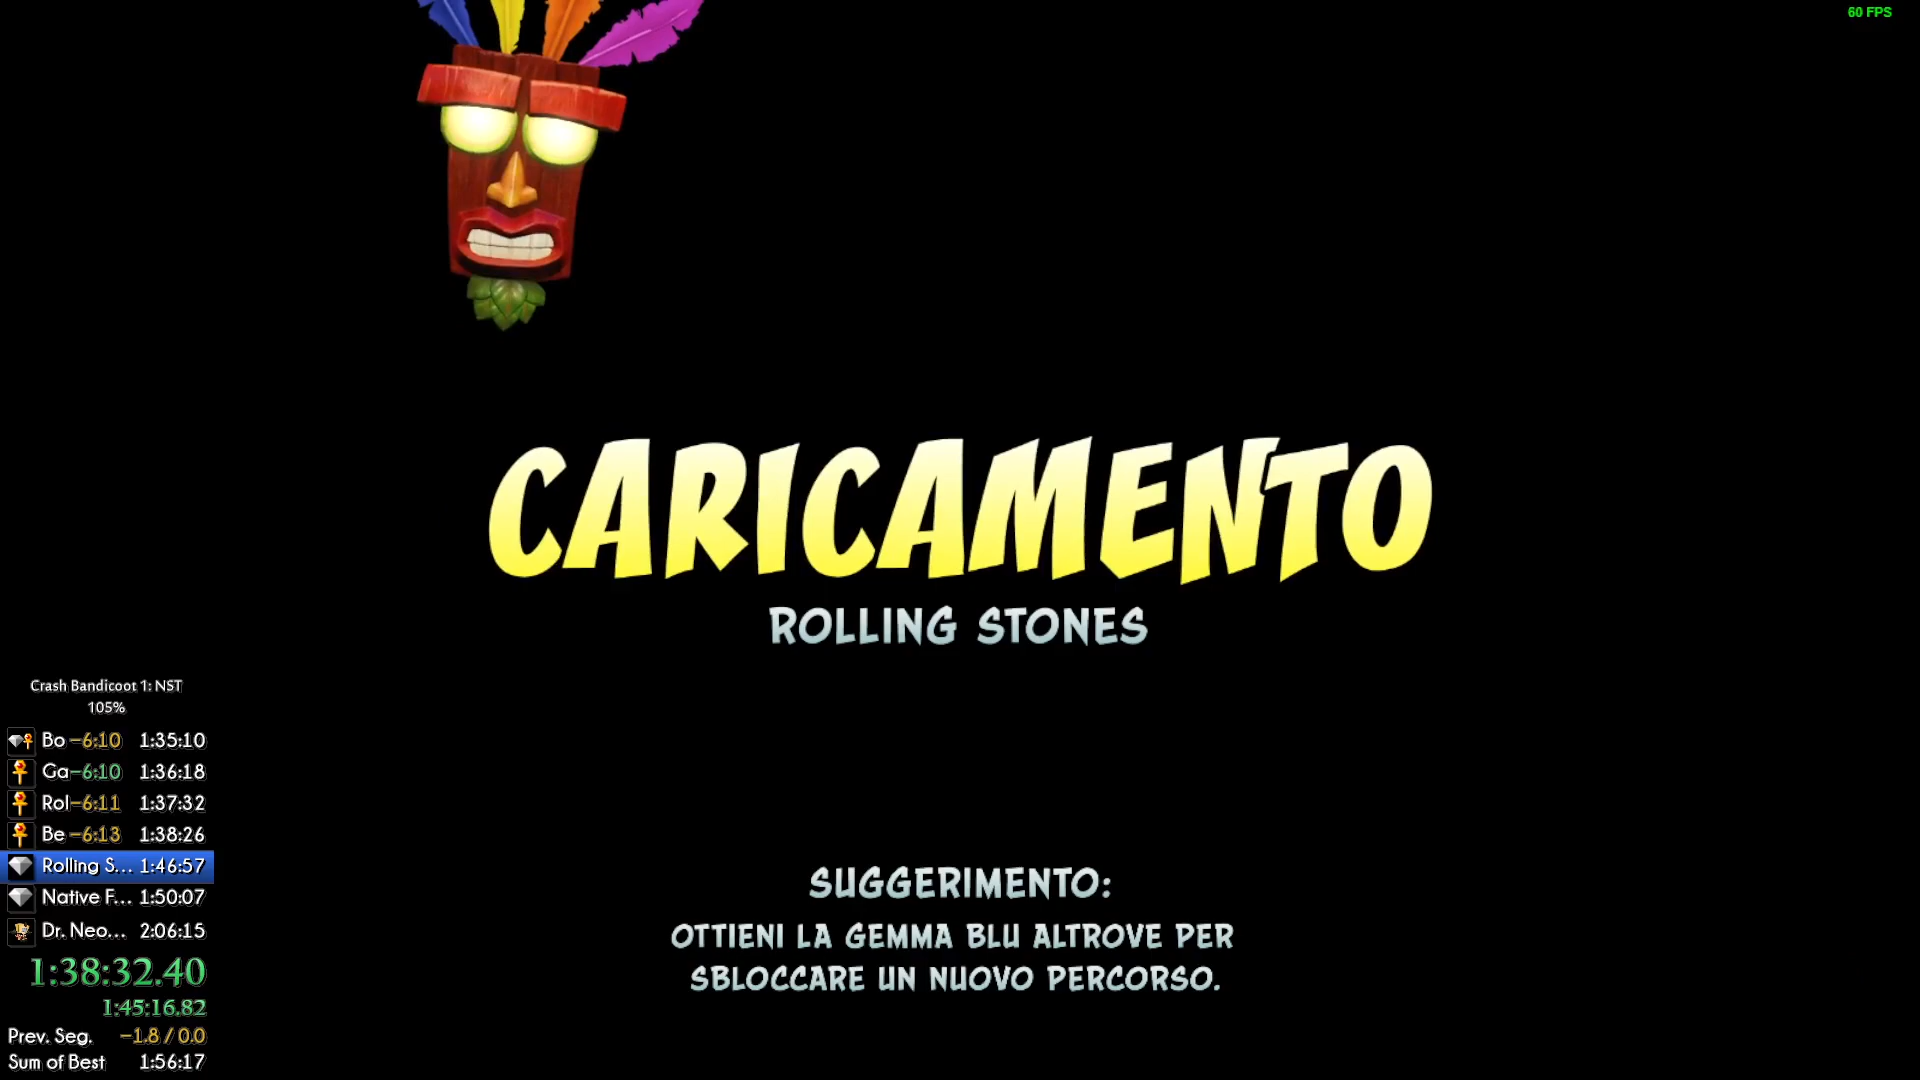 60 FPS
CARICAMENTO
ROLLING STONES
SUGGERIMENTO:
OTTIENI LA GEMMA BLU ALTROVE PER
SBLOCCARE UN NUOVO PERCORSO.
Crash Bandicoot 1: NST
105%
Bo −6:10 1:35:10
Ga −6:10 1:36:18
Rol −6:11 1:37:32
Be −6:13 1:38:26
Rolling S... 1:46:57
Native F... 1:50:07
Dr. Neo... 2:06:15
1:38:32.40
1:45:16.82
Prev. Seg. −1.8 / 0.0
Sum of Best 1:56:17